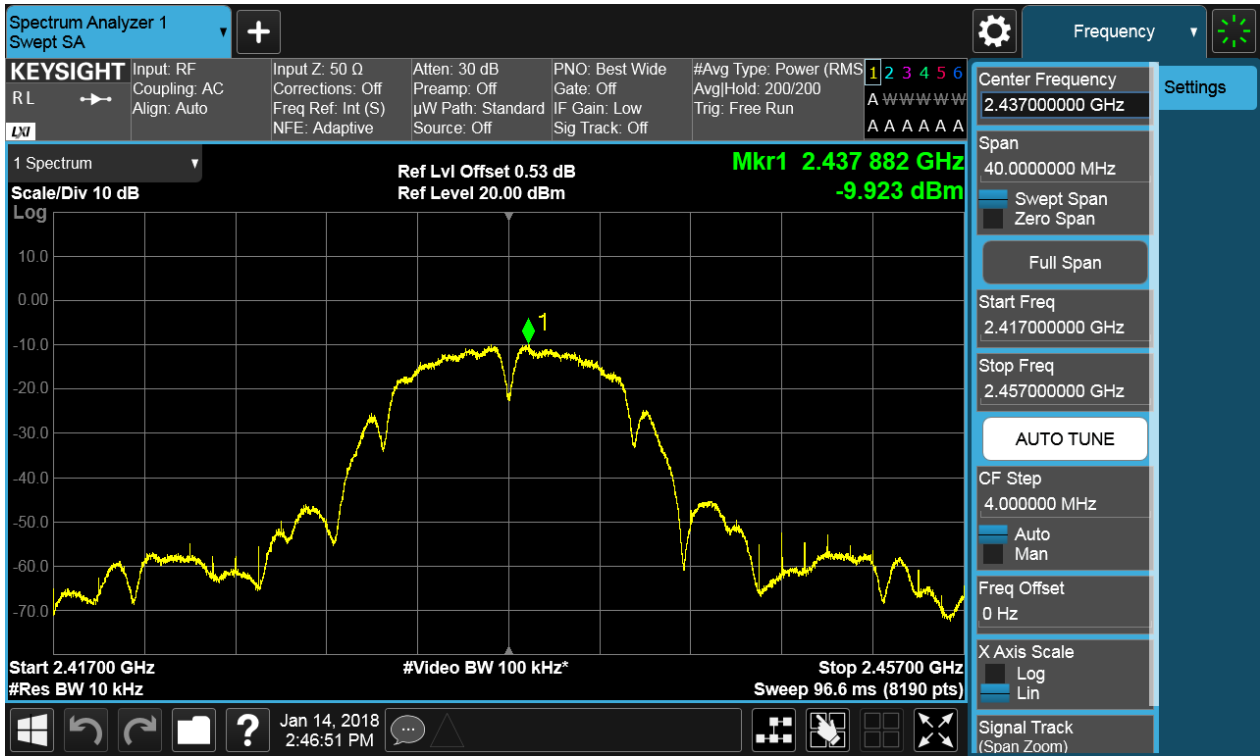 Spectrum Analyzer 1
Swept SA
+
Frequency
KEYSIGHT
R L
LXI
Input: RF
Coupling: AC
Align: Auto
Input Z: 50 Ω
Corrections: Off
Freq Ref: Int (S)
NFE: Adaptive
Atten: 30 dB
Preamp: Off
µW Path: Standard
Source: Off
PNO: Best Wide
Gate: Off
IF Gain: Low
Sig Track: Off
#Avg Type: Power (RMS
Avg|Hold: 200/200
Trig: Free Run
1 2 3 4 5 6
A W W W W W
A A A A A A
Center Frequency
2.437000000 GHz
Settings
Span
40.0000000 MHz
Swept Span
Zero Span
Full Span
Start Freq
2.417000000 GHz
Stop Freq
2.457000000 GHz
AUTO TUNE
CF Step
4.000000 MHz
Auto
Man
Freq Offset
0 Hz
X Axis Scale
Log
Lin
Signal Track
(Span Zoom)
1 Spectrum
Scale/Div 10 dB
Log
Ref Lvl Offset 0.53 dB
Ref Level 20.00 dBm
Mkr1 2.437 882 GHz
-9.923 dBm
10.0
0.00
-10.0
-20.0
-30.0
-40.0
-50.0
-60.0
-70.0
1
Start 2.41700 GHz
#Res BW 10 kHz
#Video BW 100 kHz*
Stop 2.45700 GHz
Sweep 96.6 ms (8190 pts)
?
Jan 14, 2018
2:46:51 PM